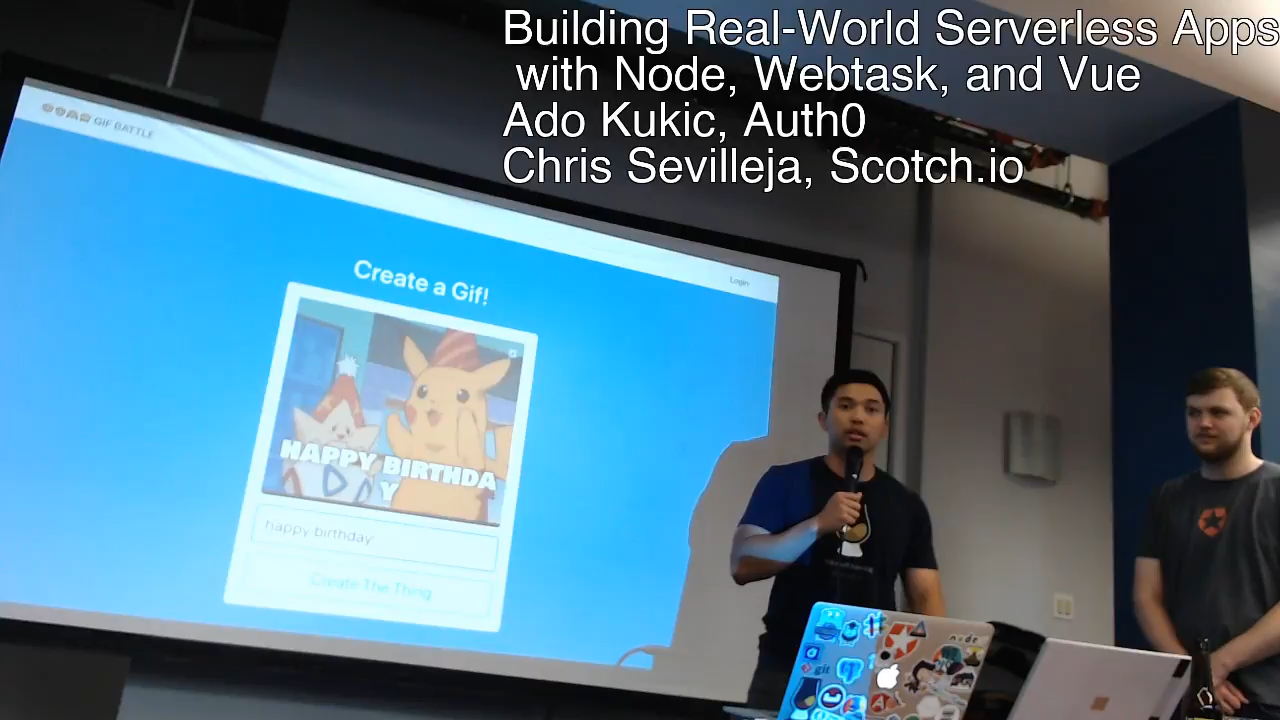 Building Real-World Serverless Apps
with Node, Webtask, and Vue
Ado Kukic, Auth0
Chris Sevilleja, Scotch.io
GIF BATTLE
Login
Create a Gif!
HAPPY BIRTHDA
Y
happy birthday
Create The Thing
node
git